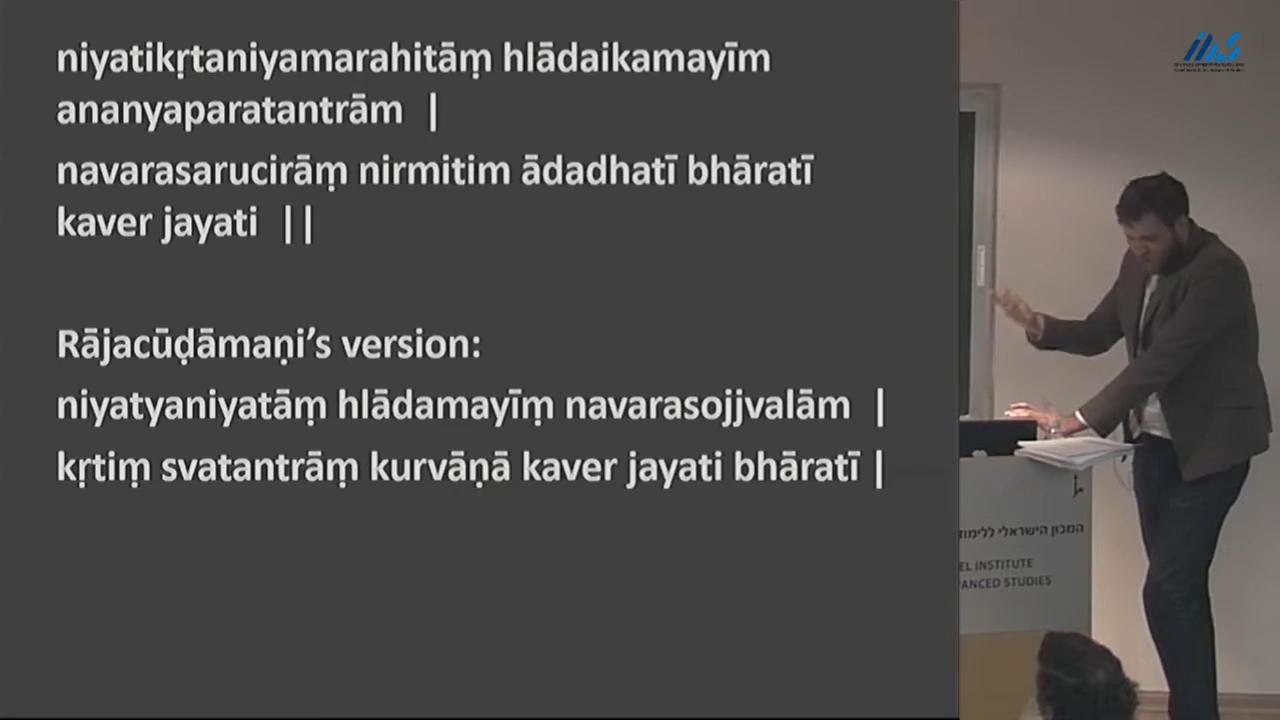 niyatikṛtaniyamarahitāṃ hlādaikamayīm
ananyaparatantrām |
navarasarucirāṃ nirmitim ādadhatī bhāratī
kaver jayati ||
Rājacūḍāmaṇi’s version:
niyatyaniyatāṃ hlādamayīṃ navarasojjvalām |
kṛtiṃ svatantrāṃ kurvāṇā kaver jayati bhāratī |
המכון הישראלי ללימוד
EL INSTITUTE
ANCED STUDIES